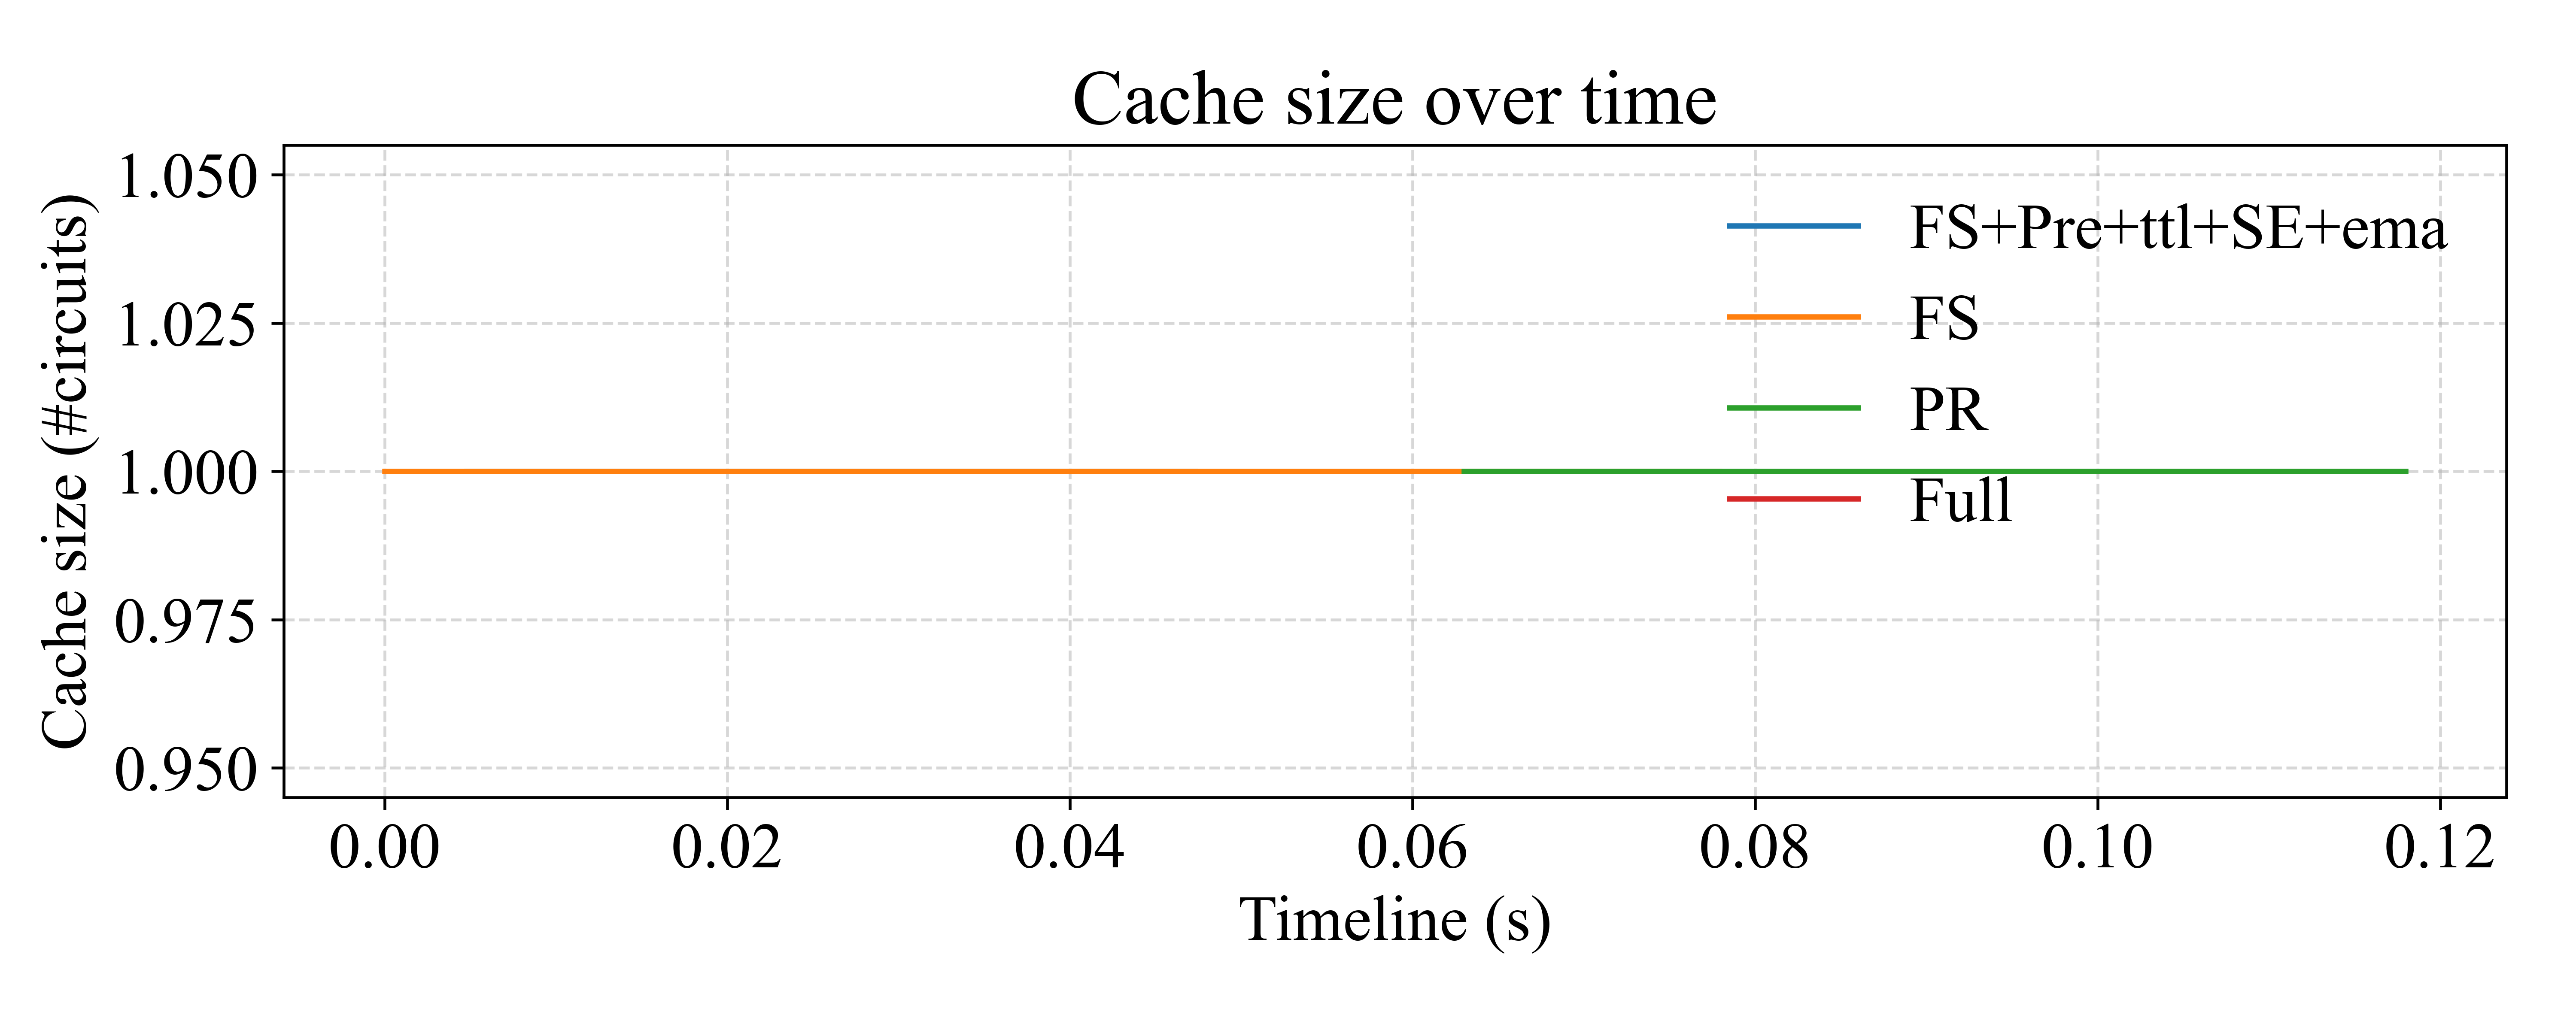 Cache size over time
Cache size (#circuits)
1.050
1.025
1.000
0.975
0.950
FS+Pre+ttl+SE+ema
FS
PR
Full
0.00 0.02 0.04 0.06 0.08 0.10 0.12
Timeline (s)